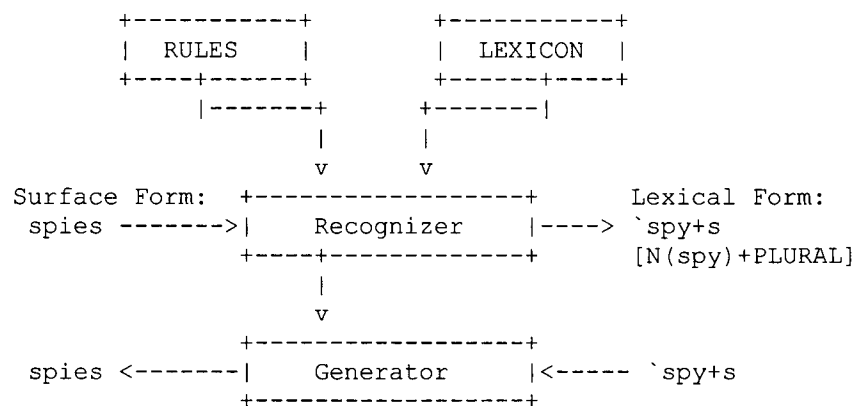 RULES LEXICON
Surface Form: Lexical Form:
spies Recognizer `spy+s
[N(spy)+PLURAL]
spies Generator `spy+s